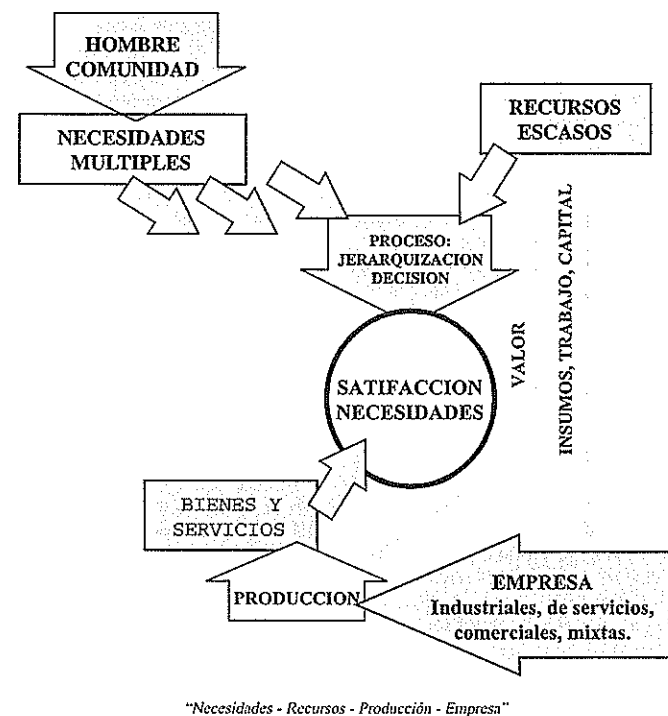 HOMBRE
COMUNIDAD
NECESIDADES
MULTIPLES
RECURSOS
ESCASOS
PROCESO:
JERARQUIZACION
DECISION
SATIFACCION
NECESIDADES
VALOR
INSUMOS, TRABAJO, CAPITAL
BIENES Y
SERVICIOS
PRODUCCION
EMPRESA
Industriales, de servicios,
comerciales, mixtas.
"Necesidades - Recursos - Producción - Empresa"